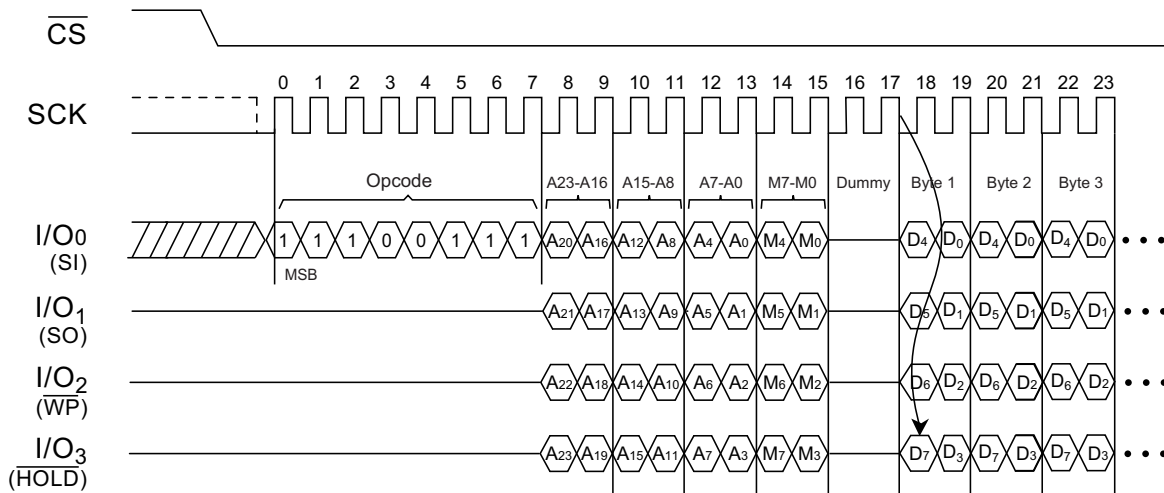 CS
0 1 2 3 4 5 6 7 8 9 10 11 12 13 14 15 16 17 18 19 20 21 22 23
SCK
Opcode A23-A16 A15-A8 A7-A0 M7-M0 Dummy Byte 1 Byte 2 Byte 3
I/O0 1 1 1 0 0 1 1 1 A20 A16 A12 A8 A4 A0 M4 M0 D4 D0 D4 D0 D4 D0 • • •
(SI)
MSB
I/O1 A21 A17 A13 A9 A5 A1 M5 M1 D5 D1 D5 D1 D5 D1 • • •
(SO)
I/O2 A22 A18 A14 A10 A6 A2 M6 M2 D6 D2 D6 D2 D6 D2 • • •
(WP)
I/O3 A23 A19 A15 A11 A7 A3 M7 M3 D7 D3 D7 D3 D7 D3 • • •
(HOLD)